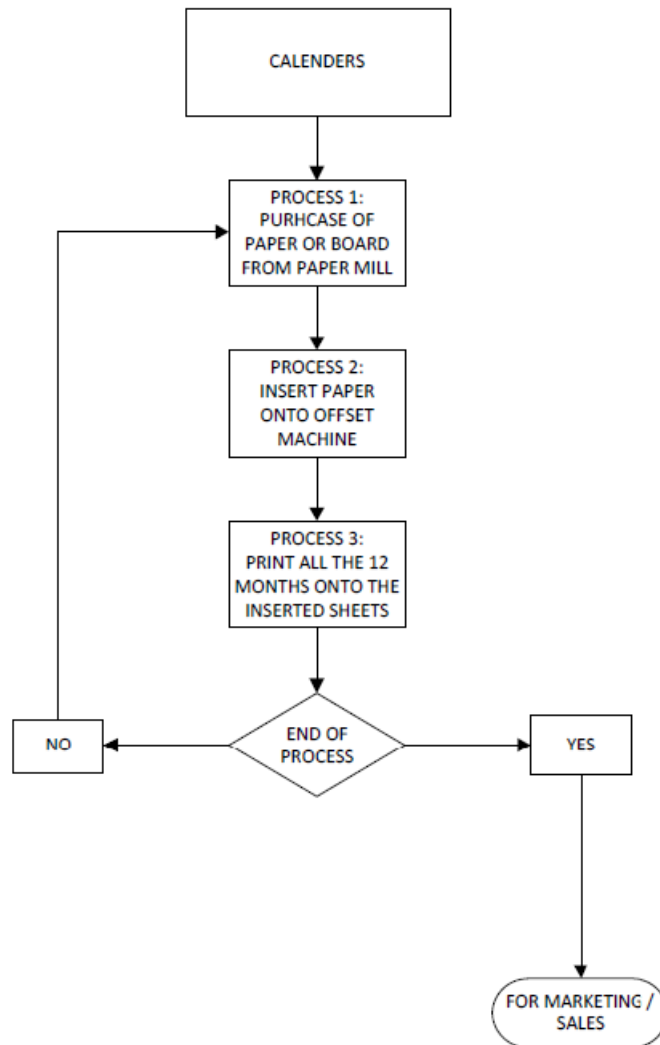 CALENDERS
PROCESS 1:
PURHCASE OF
PAPER OR BOARD
FROM PAPER MILL
PROCESS 2:
INSERT PAPER
ONTO OFFSET
MACHINE
PROCESS 3:
PRINT ALL THE 12
MONTHS ONTO THE
INSERTED SHEETS
END OF
PROCESS
NO
YES
FOR MARKETING /
SALES